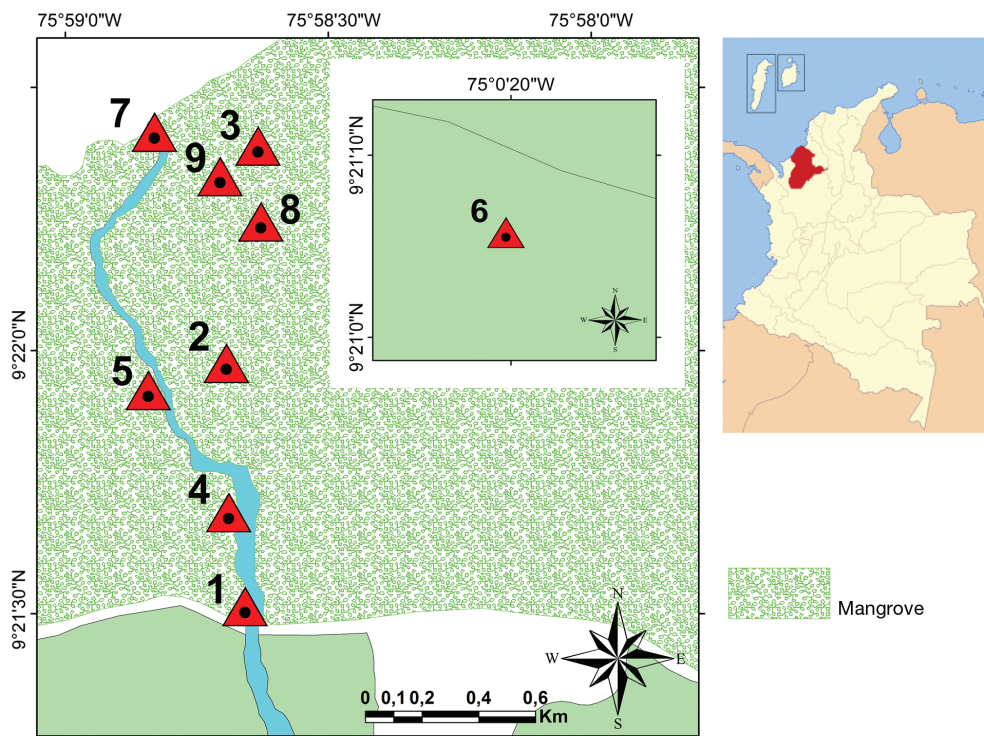 75°59'0"W
75°58'30"W
75°58'0"W
75°0'20"W
7
3
9
8
9°21'10"N
6
N
W
E
S
9°21'0"N
9°22'0"N
2
5
4
1
9°21'30"N
N
W
E
S
0 0,1 0,2 0,4 0,6
Km
Mangrove